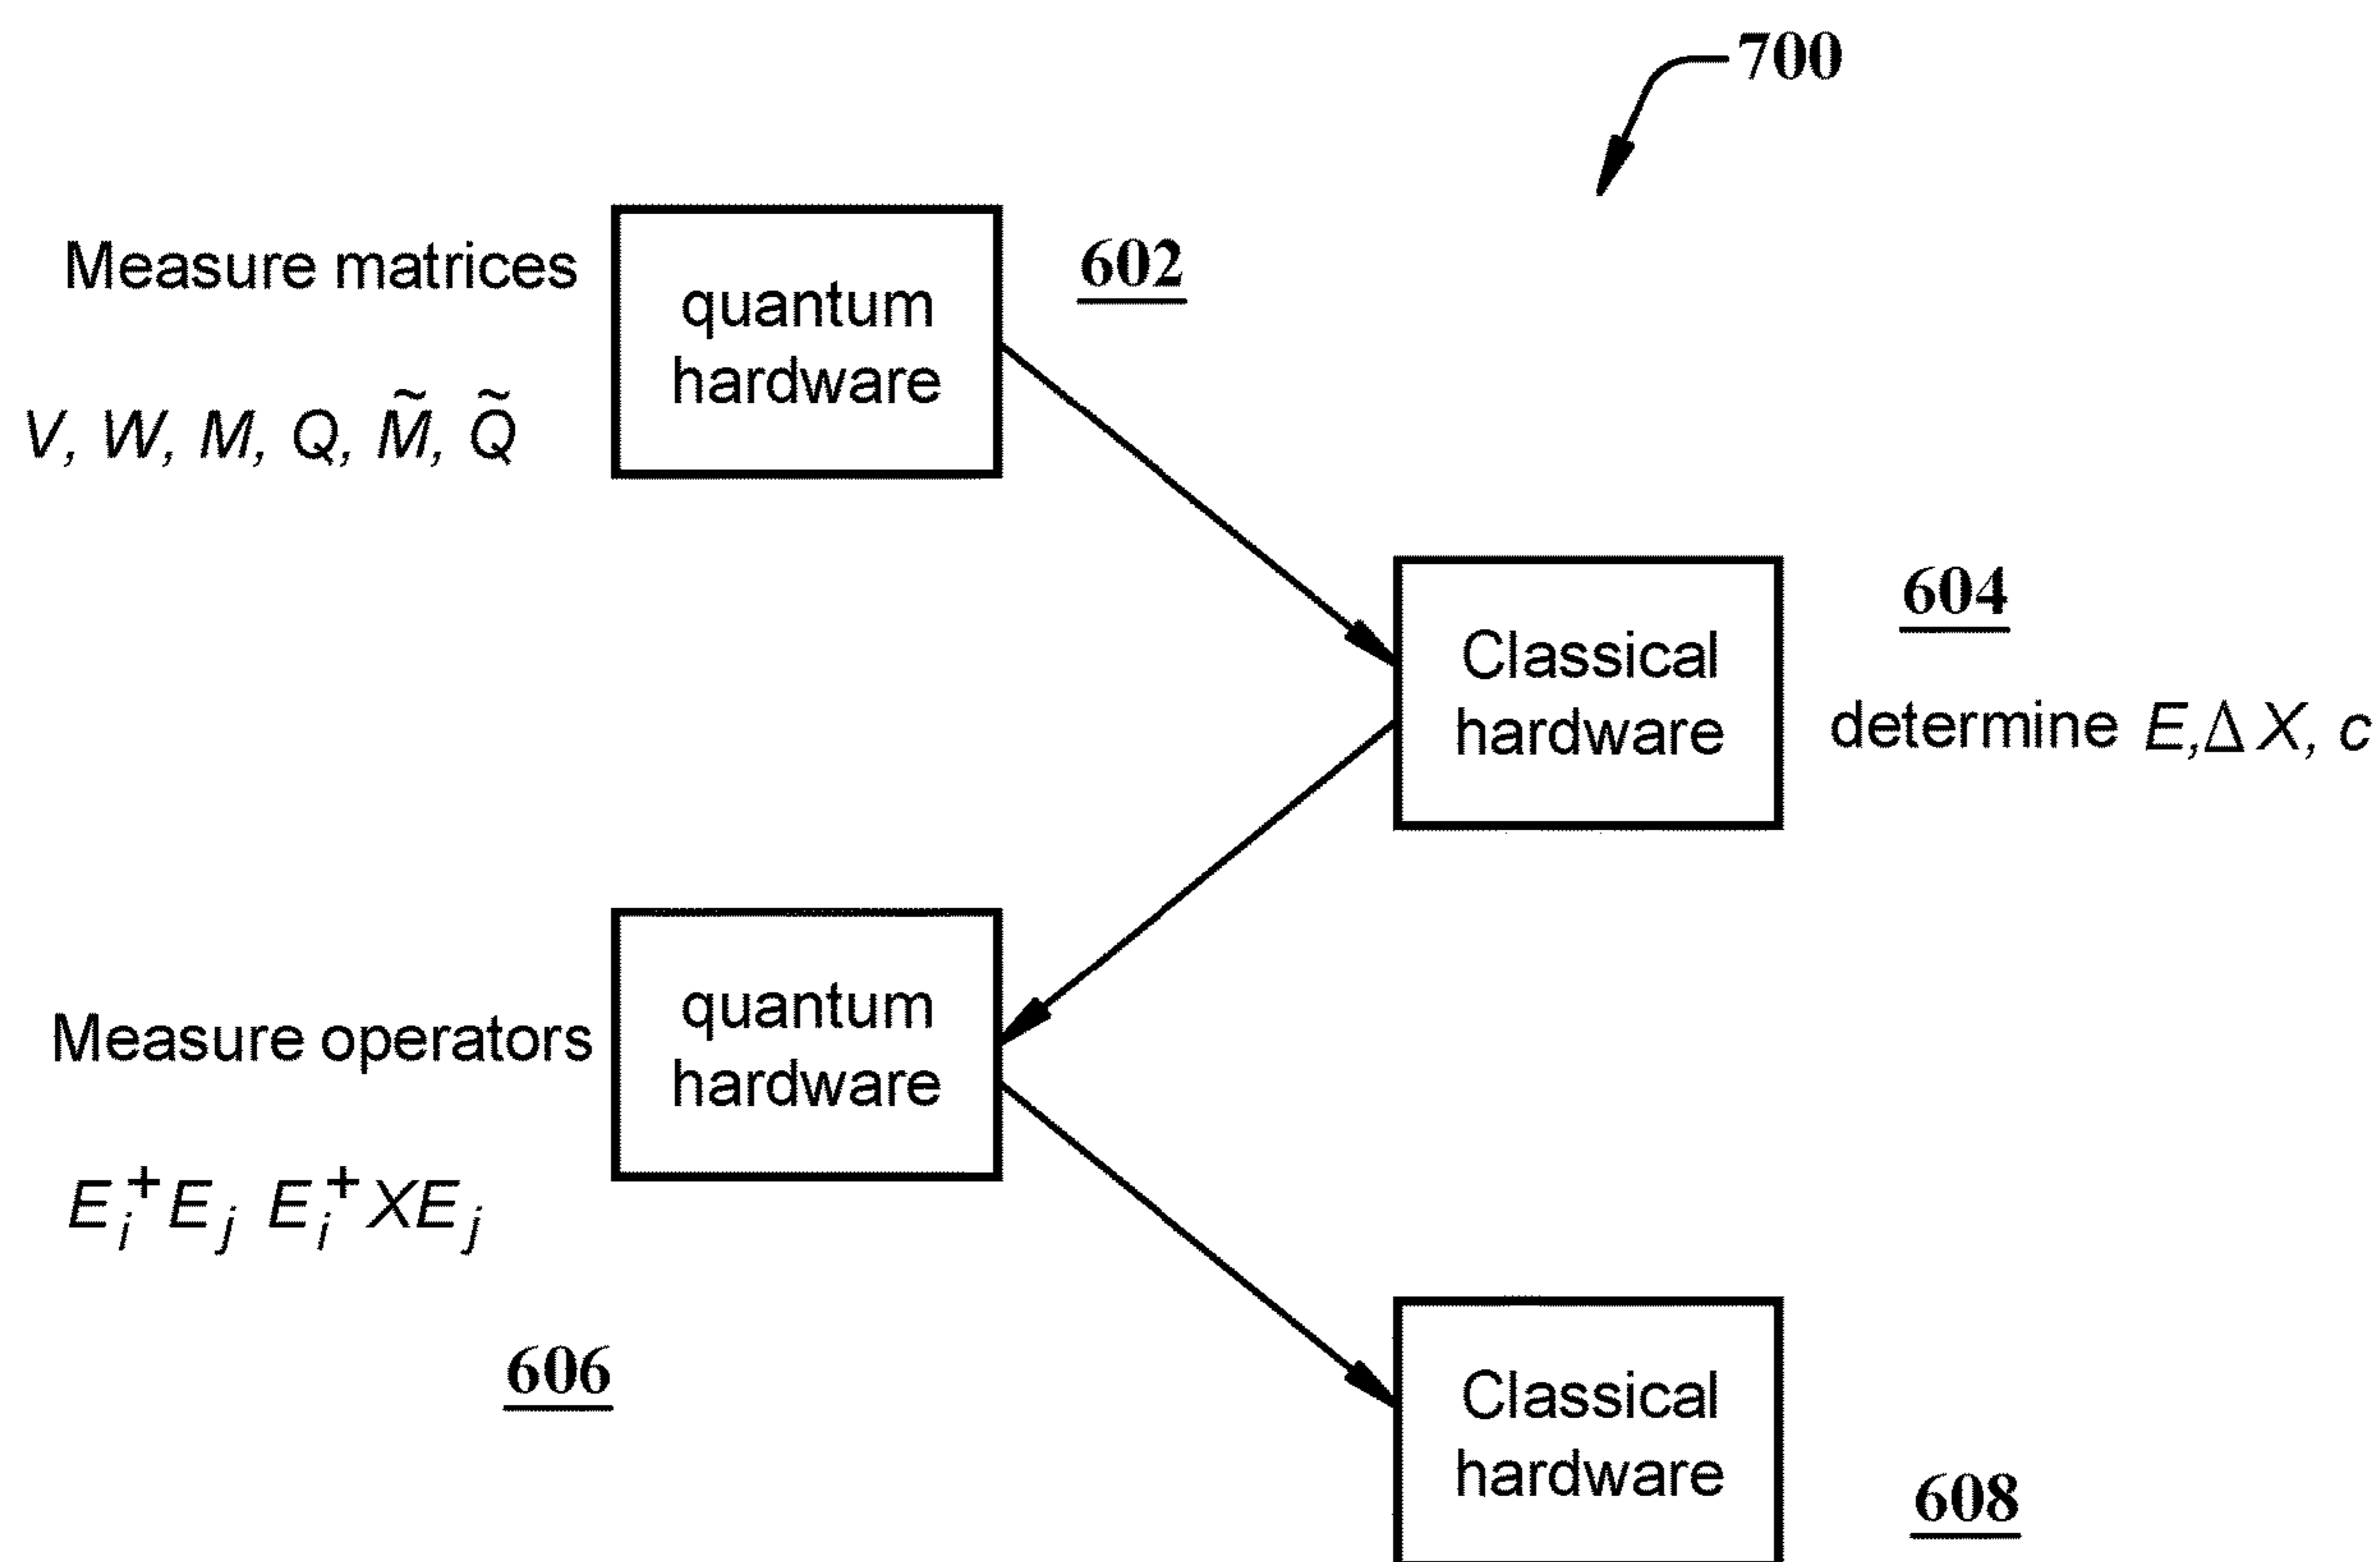 700
Measure matrices
quantum
hardware
602
V, W, M, Q, M̃, Q̃
Classical
hardware
604
determine E,Δ X, c
quantum
hardware
Measure operators
E_i^+E_j E_i^+XE_j
606
Classical
hardware
608